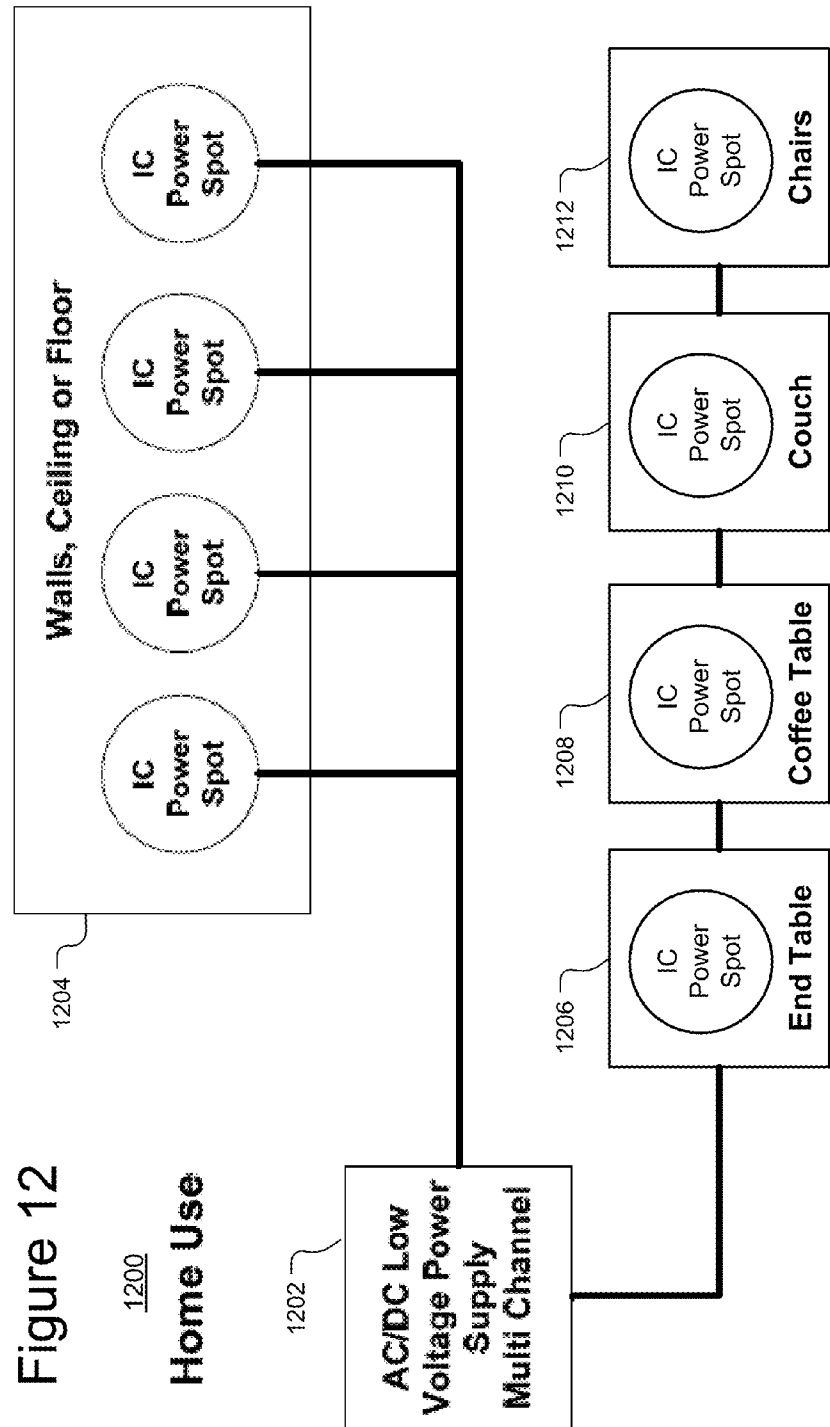 Figure 12
1200
Home Use
1202
AC/DC Low
Voltage Power
Supply
Multi Channel
1204
Walls, Ceiling or Floor
IC
Power
Spot
IC
Power
Spot
IC
Power
Spot
IC
Power
Spot
1206
IC
Power
Spot
End Table
1208
IC
Power
Spot
Coffee Table
1210
IC
Power
Spot
Couch
1212
IC
Power
Spot
Chairs